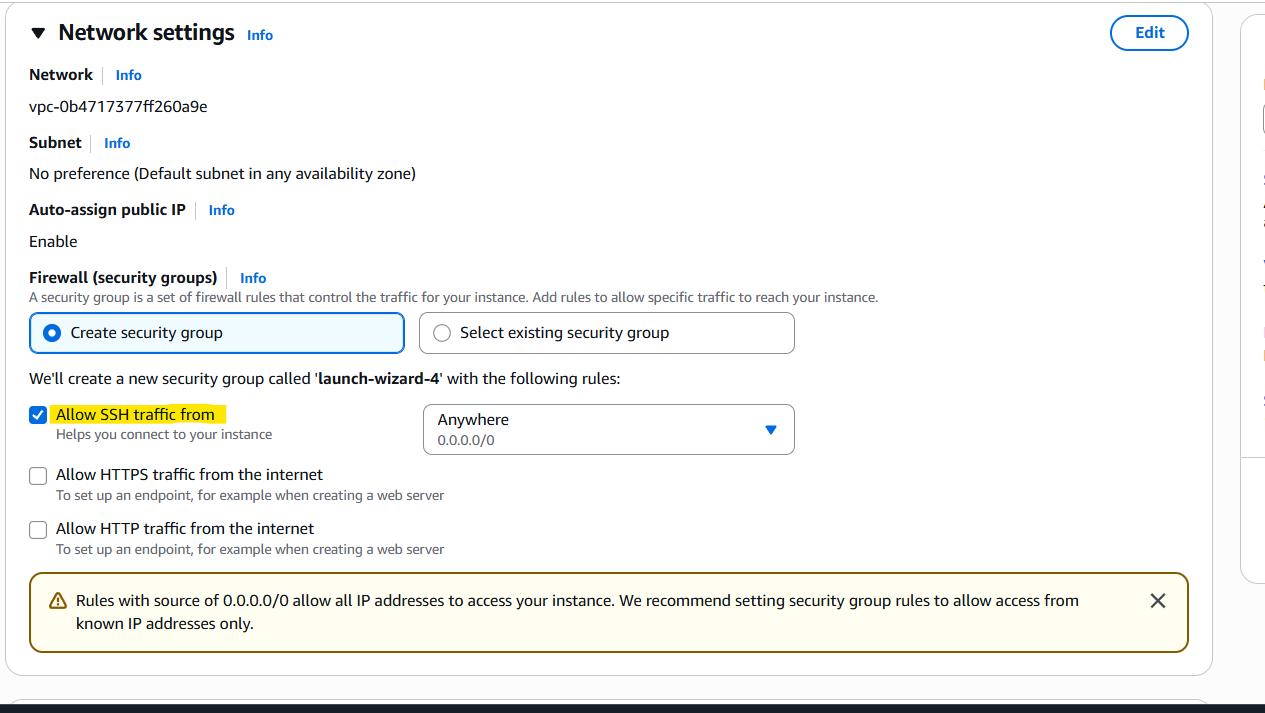 Network settings Info
Edit
Network Info
vpc-0b4717377ff260a9e
Subnet Info
No preference (Default subnet in any availability zone)
Auto-assign public IP Info
Enable
Firewall (security groups) Info
A security group is a set of firewall rules that control the traffic for your instance. Add rules to allow specific traffic to reach your instance.
Create security group
Select existing security group
We'll create a new security group called 'launch-wizard-4' with the following rules:
Allow SSH traffic from
Helps you connect to your instance
Anywhere
0.0.0.0/0
Allow HTTPS traffic from the internet
To set up an endpoint, for example when creating a web server
Allow HTTP traffic from the internet
To set up an endpoint, for example when creating a web server
Rules with source of 0.0.0.0/0 allow all IP addresses to access your instance. We recommend setting security group rules to allow access from
known IP addresses only.